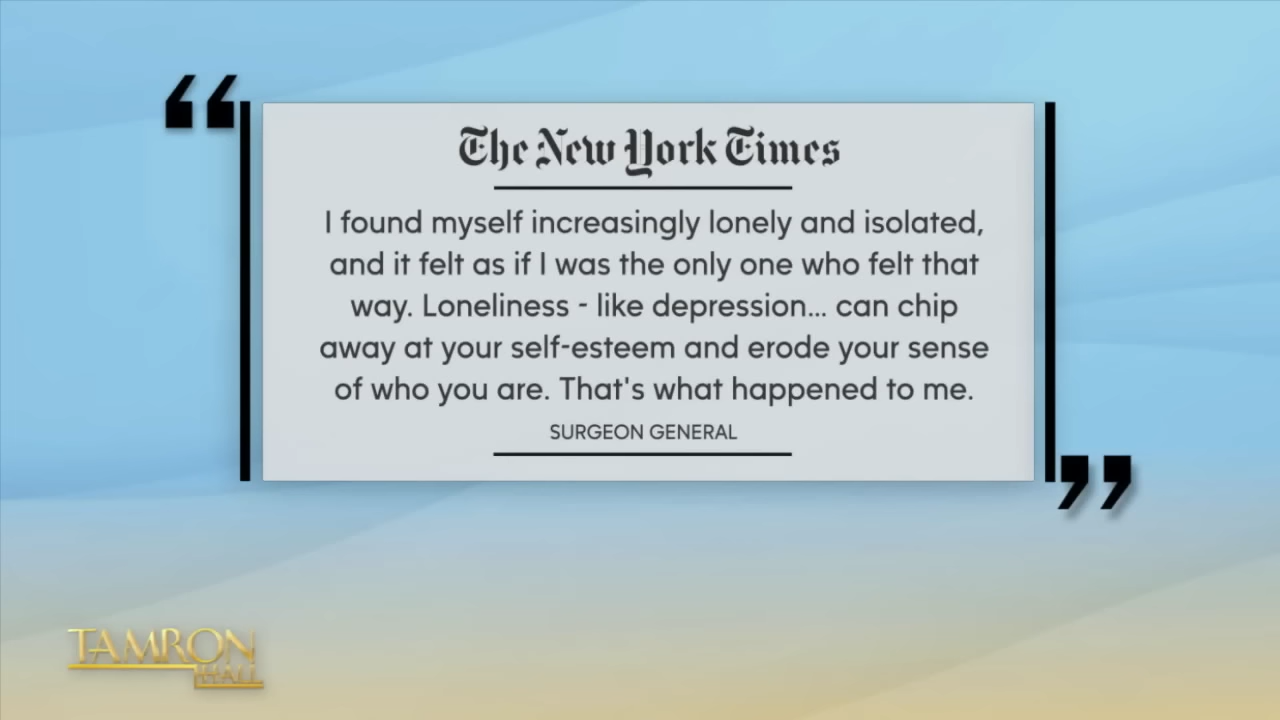 “
The New York Times
I found myself increasingly lonely and isolated,
and it felt as if I was the only one who felt that
way. Loneliness - like depression... can chip
away at your self-esteem and erode your sense
of who you are. That's what happened to me.
SURGEON GENERAL
”
TAMRON
HALL